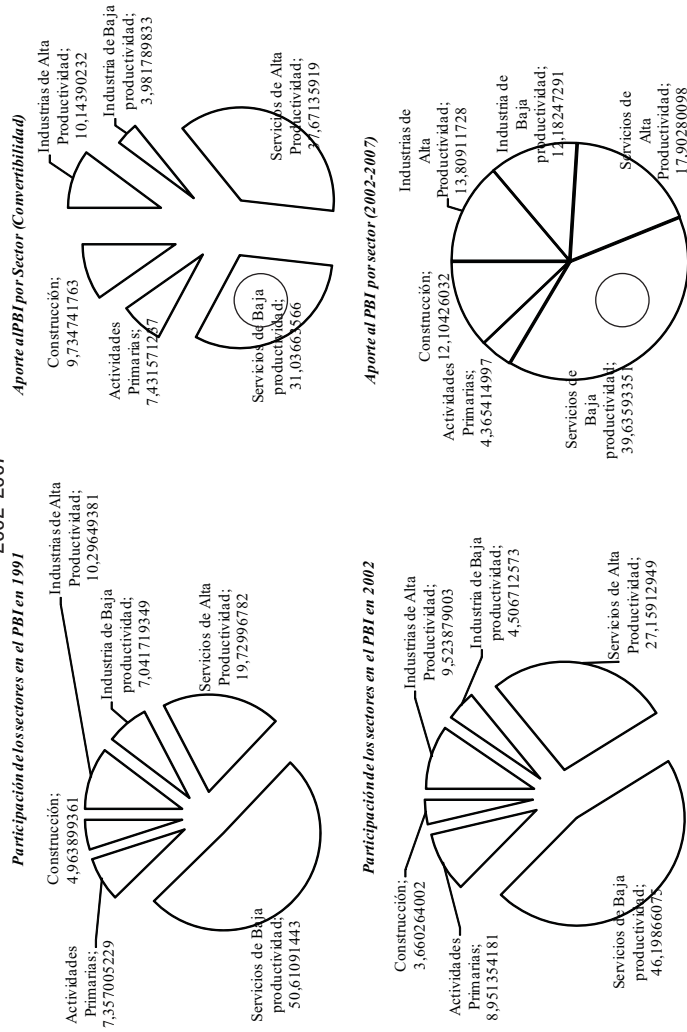 2002-2007
Participación de los sectores en el PBI en 1991
Construcción;
4,963899361
Industrias de Alta
Productividad;
10,29649381
Actividades
Primarias;
7,357005229
Industria de Baja
productividad;
7,041719349
Servicios de Alta
Productividad;
19,72996782
Servicios de Baja
productividad;
50,61091443
Aporte al PBI por Sector (Convertibilidad)
Construcción;
9,734741763
Industrias de Alta
Productividad;
10,14390232
Actividades
Primarias;
7,431571237
Industria de Baja
productividad;
3,981789833
Servicios de Alta
Productividad;
37,67135919
Servicios de Baja
productividad;
31,03663566
Participación de los sectores en el PBI en 2002
Construcción;
3,660264002
Industrias de Alta
Productividad;
9,523879003
Actividades
Primarias;
8,951354181
Industria de Baja
productividad;
4,506712573
Servicios de Alta
Productividad;
27,15912949
Servicios de Baja
productividad;
46,19866075
Aporte al PBI por sector (2002-2007)
Construcción;
12,10426032
Industrias de
Alta
Productividad;
13,80911728
Actividades
Primarias;
4,365414997
Industria de
Baja
productividad;
12,18247291
Servicios de
Alta
Productividad;
17,90280098
Servicios de
Baja
productividad;
39,63593351